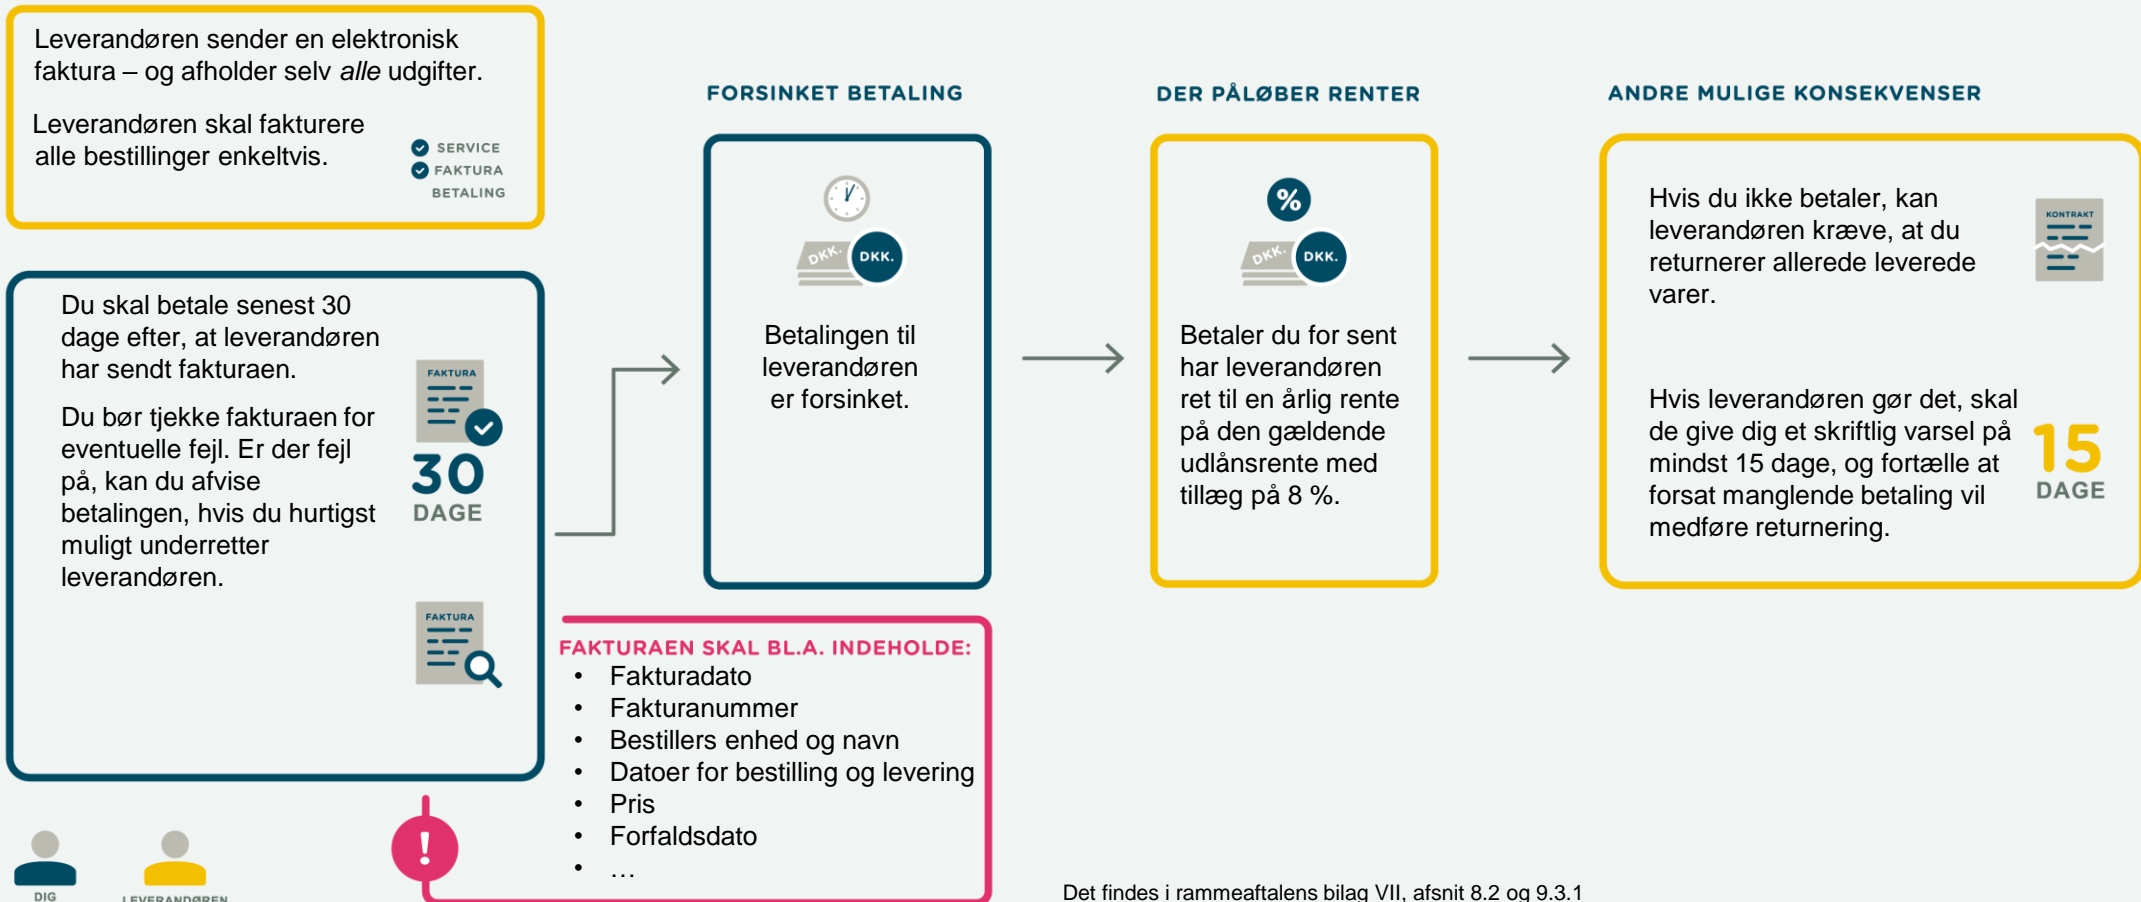 Leverandøren sender en elektronisk
faktura – og afholder selv alle udgifter.
Leverandøren skal fakturere
alle bestillinger enkeltvis.
SERVICE
FAKTURA
BETALING
Du skal betale senest 30
dage efter, at leverandøren
har sendt fakturaen.
Du bør tjekke fakturaen for
eventuelle fejl. Er der fejl
på, kan du afvise
betalingen, hvis du hurtigst
muligt underretter
leverandøren.
FAKTURA
30
DAGE
FAKTURA
FORSINKET BETALING
DKK.
DKK.
Betalingen til
leverandøren
er forsinket.
DER PÅLØBER RENTER
%
DKK.
DKK.
Betaler du for sent
har leverandøren
ret til en årlig rente
på den gældende
udlånsrente med
tillæg på 8 %.
ANDRE MULIGE KONSEKVENSER
Hvis du ikke betaler, kan
leverandøren kræve, at du
returnerer allerede leverede
varer.
KONTRAKT
Hvis leverandøren gør det, skal
de give dig et skriftlig varsel på
mindst 15 dage, og fortælle at
forsat manglende betaling vil
medføre returnering.
15
DAGE
FAKTURAEN SKAL BL.A. INDEHOLDE:
• Fakturadato
• Fakturanummer
• Bestillers enhed og navn
• Datoer for bestilling og levering
• Pris
• Forfaldsdato
• …
!
DIG
LEVERANDØREN
Det findes i rammeaftalens bilag VII, afsnit 8.2 og 9.3.1